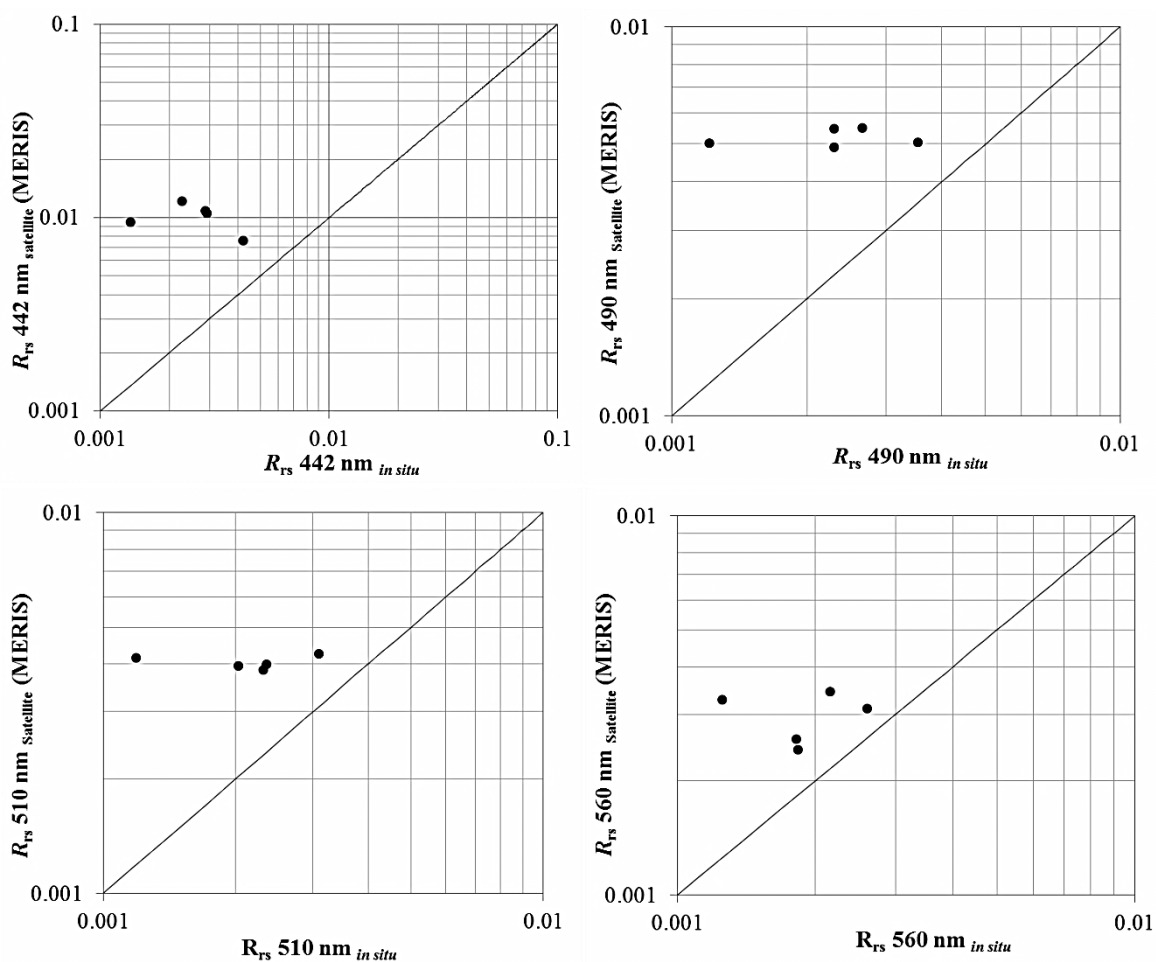 0.1
0.01
0.001
0.001
0.01
0.1
Rrs 442 nm satellite (MERIS)
Rrs 442 nm in situ
0.01
0.001
0.001
0.01
Rrs 490 nm Satellite (MERIS)
Rrs 490 nm in situ
0.01
0.001
0.001
0.01
Rrs 510 nm Satellite (MERIS)
Rrs 510 nm in situ
0.01
0.001
0.001
0.01
Rrs 560 nm Satellite (MERIS)
Rrs 560 nm in situ